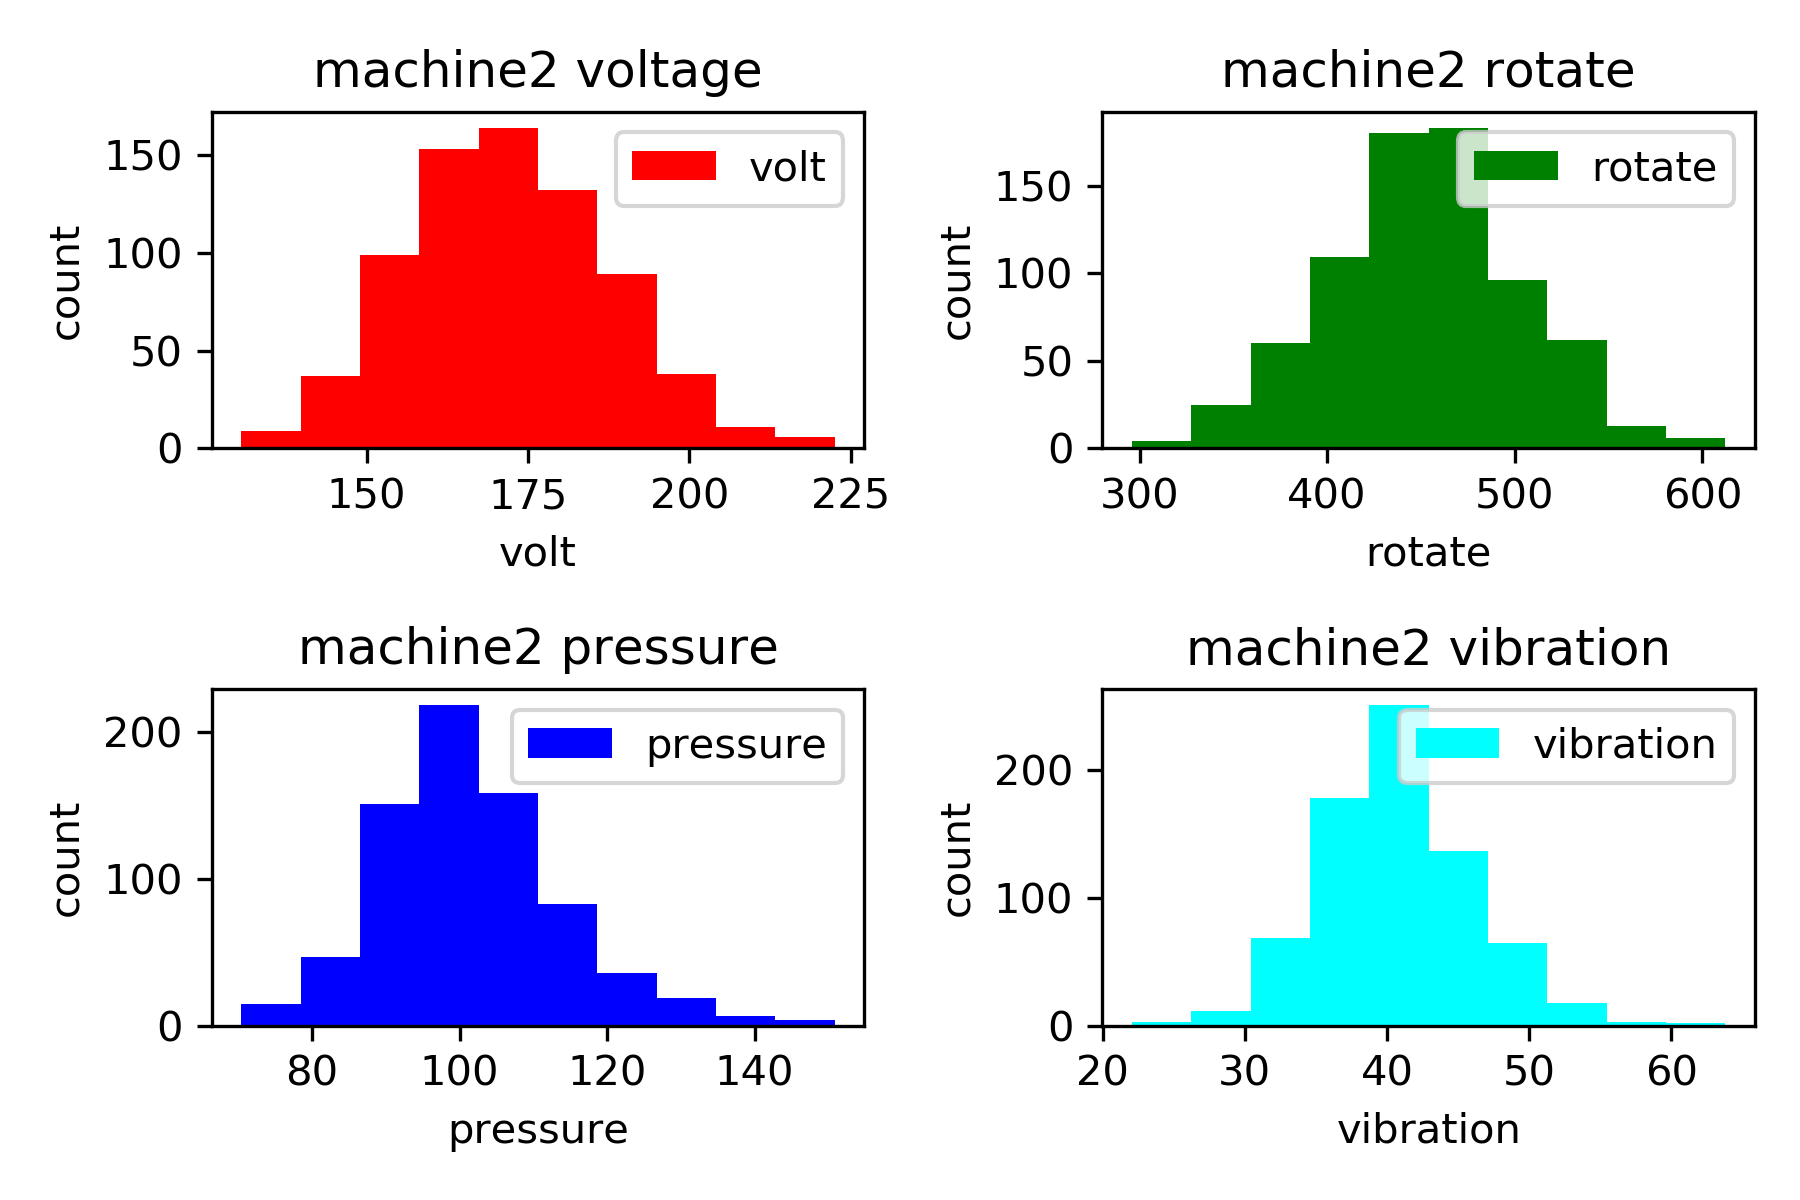 machine2 voltage
150
100
50
0
count
volt
150
175
200
225
volt
machine2 rotate
150
100
50
0
count
rotate
300
400
500
600
rotate
machine2 pressure
200
100
0
count
pressure
80
100
120
140
pressure
machine2 vibration
200
100
0
count
vibration
20
30
40
50
60
vibration